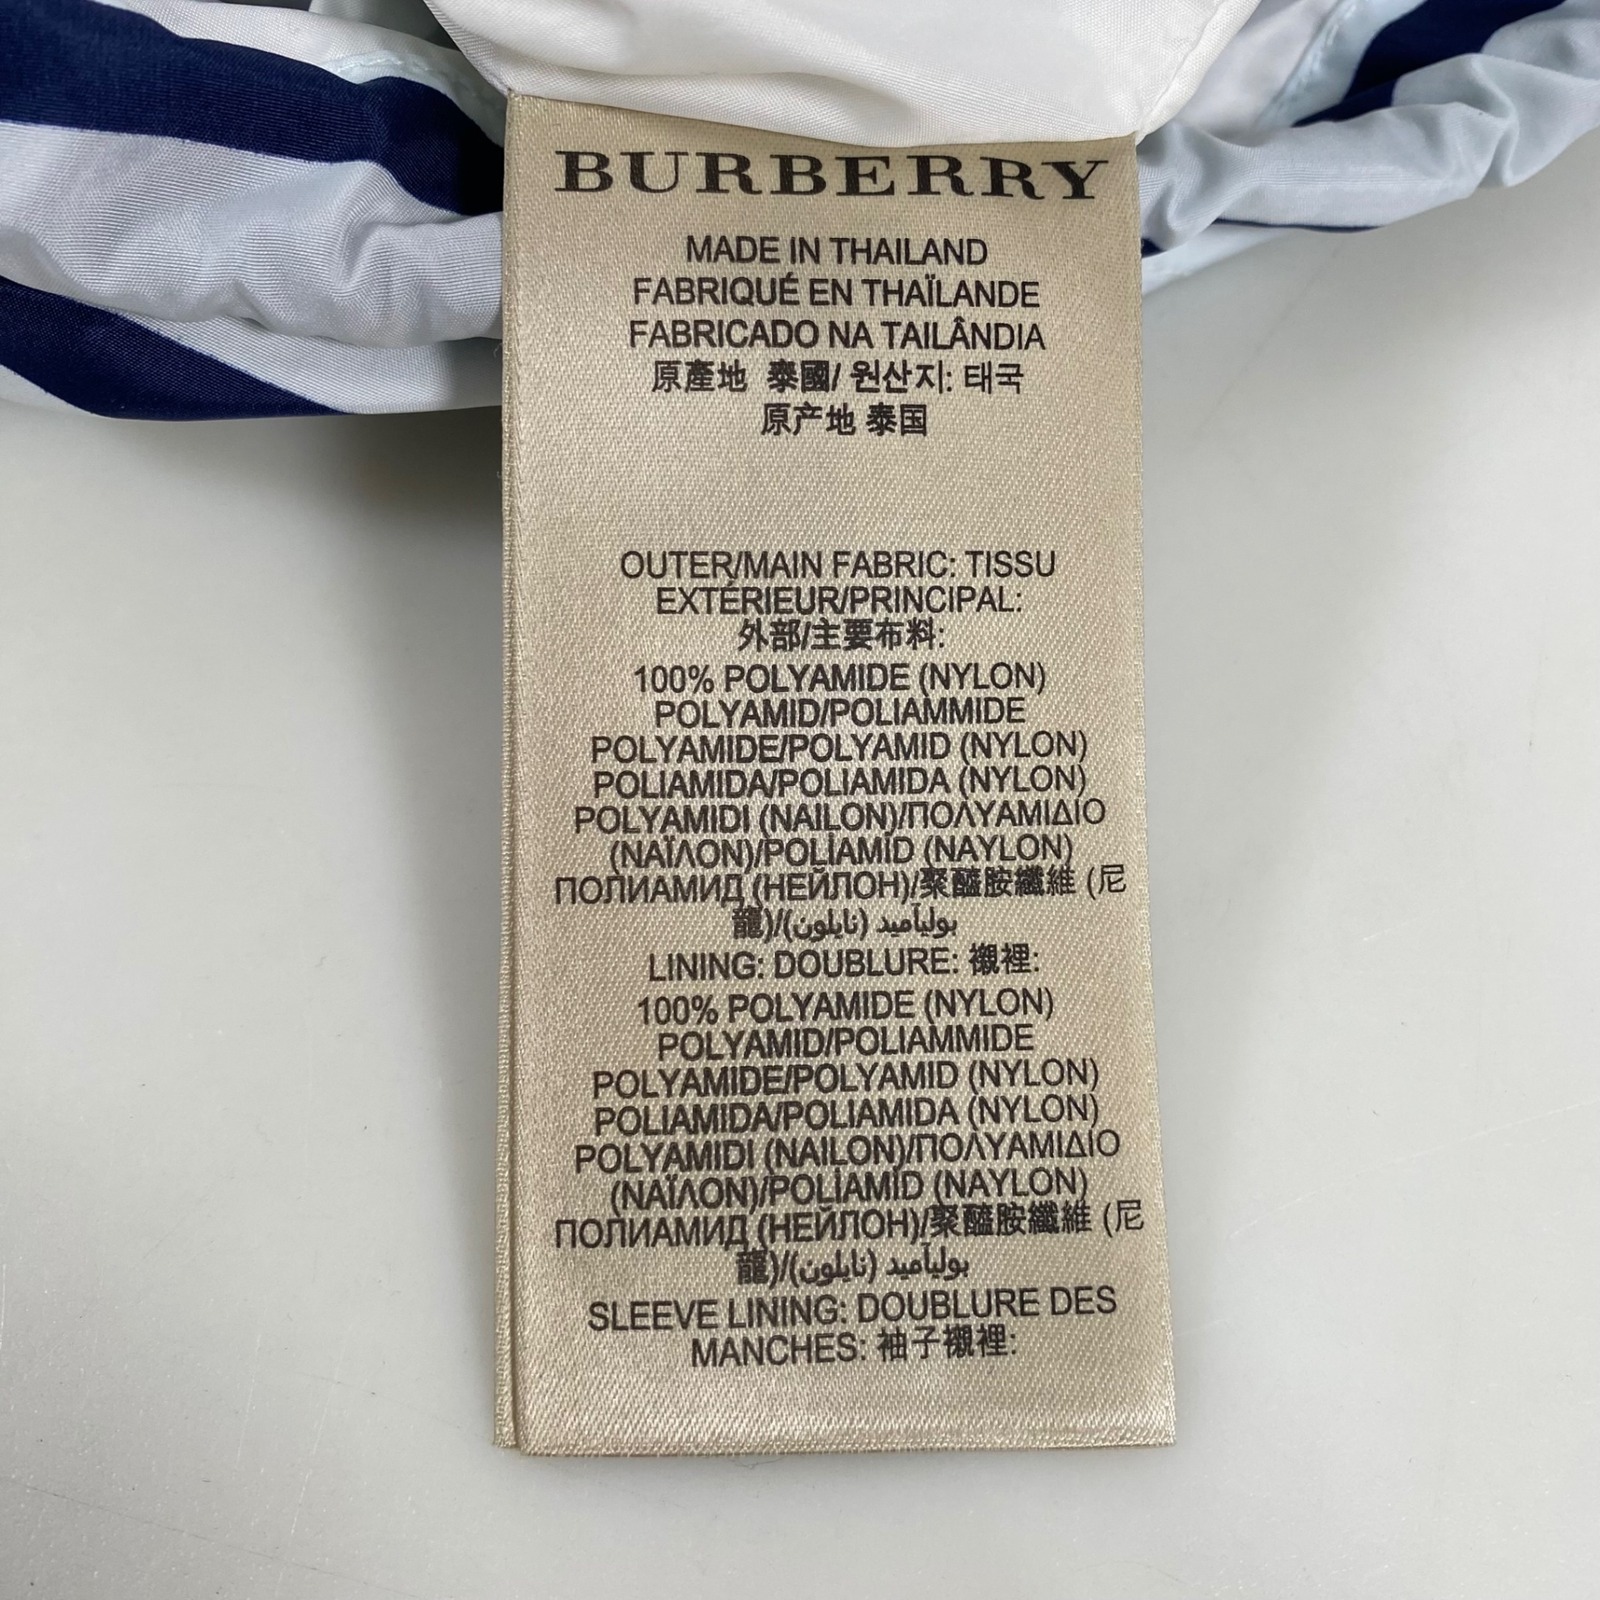 BURBERRY
MADE IN THAILAND
FABRIQUÉ EN THAÏLANDE
FABRICADO NA TAILÂNDIA
原產地 泰國/ 원산지: 태국
原产地 泰国
OUTER/MAIN FABRIC: TISSU
EXTÉRIEUR/PRINCIPAL:
外部/主要布料:
100% POLYAMIDE (NYLON)
POLYAMID/POLIAMMIDE
POLYAMIDE/POLYAMID (NYLON)
POLIAMIDA/POLIAMIDA (NYLON)
POLYAMIDI (NAILON)/ΠΟΛΥΑΜΙΔΙΟ
(ΝΑΪΛΟΝ)/POLİAMİD (NAYLON)
ПОЛИАМИД (НЕЙЛОН)/聚醯胺纖維 (尼
龍)/بوليآميد (نايلون)
LINING: DOUBLURE: 襯裡:
100% POLYAMIDE (NYLON)
POLYAMID/POLIAMMIDE
POLYAMIDE/POLYAMID (NYLON)
POLIAMIDA/POLIAMIDA (NYLON)
POLYAMIDI (NAILON)/ΠΟΛΥΑΜΙΔΙΟ
(ΝΑΪΛΟΝ)/POLİAMİD (NAYLON)
ПОЛИАМИД (НЕЙЛОН)/聚醯胺纖維 (尼
龍)/بوليآميد (نايلون)
SLEEVE LINING: DOUBLURE DES
MANCHES: 袖子襯裡: